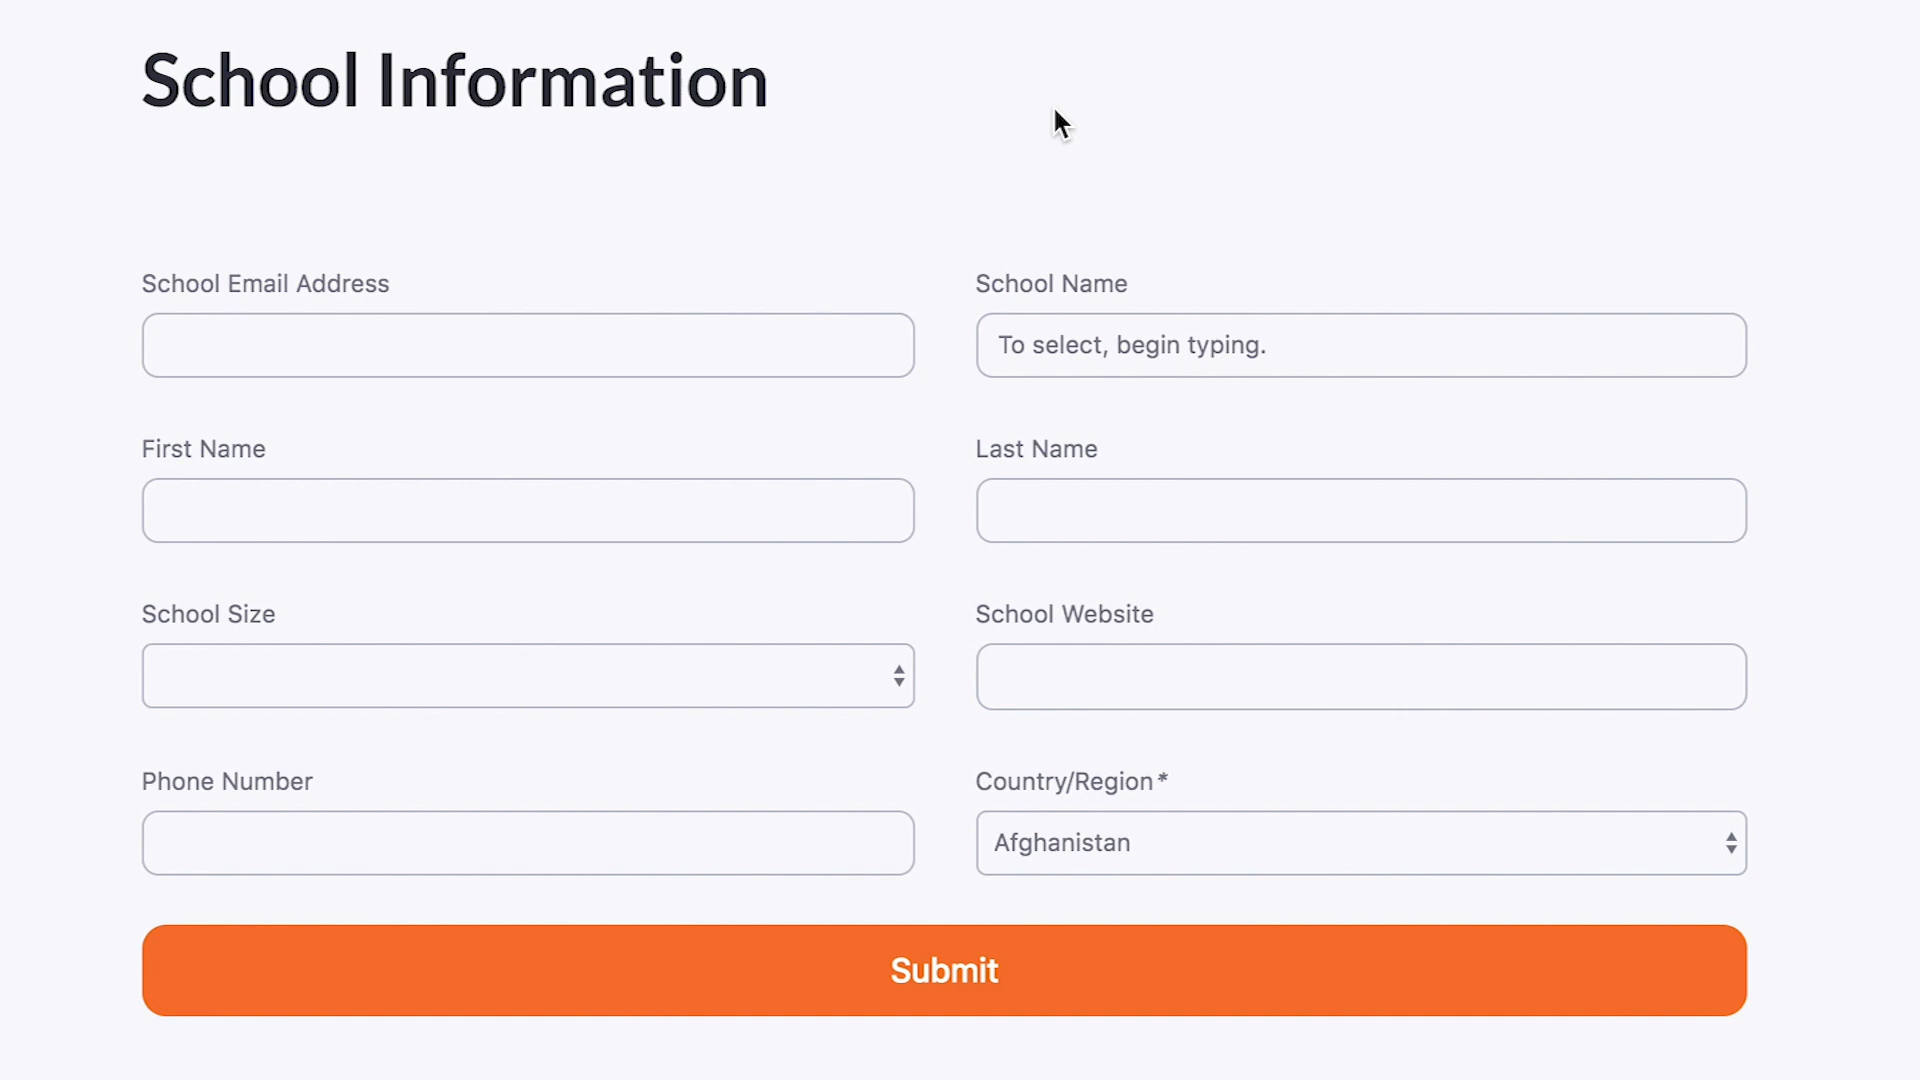 School Information
School Email Address
School Name
To select, begin typing.
First Name
Last Name
School Size
School Website
Phone Number
Country/Region*
Afghanistan
Submit